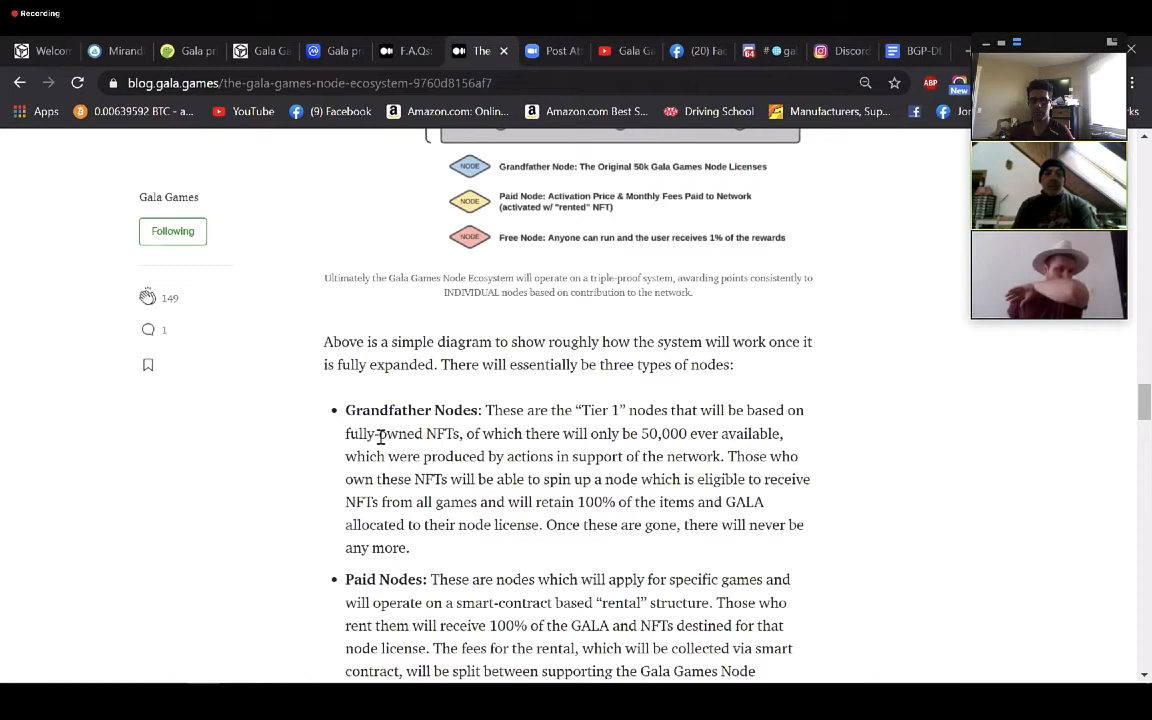 Recording
Welcom
Mirand
Gala pr
Gala G
Gala pr
F.A.Qs:
The
Post At
Gala G
(20) Fac
#
gal
Discord
BGP-DE
blog.gala.games/the-gala-games-node-ecosystem-9760d8156af7
ABP
New
Apps
0.00639592 BTC - a...
YouTube
(9) Facebook
Amazon.com: Onlin...
Amazon.com Best S...
Driving School
Manufacturers, Sup...
Jon
rks
NODE
Grandfather Node: The Original 50k Gala Games Node Licenses
NODE
Paid Node: Activation Price & Monthly Fees Paid to Network
(activated w/ "rented" NFT)
NODE
Free Node: Anyone can run and the user receives 1% of the rewards
Gala Games
Following
149
1
Ultimately the Gala Games Node Ecosystem will operate on a triple-proof system, awarding points consistently to
INDIVIDUAL nodes based on contribution to the network.
Above is a simple diagram to show roughly how the system will work once it
is fully expanded. There will essentially be three types of nodes:
• Grandfather Nodes: These are the “Tier 1” nodes that will be based on
fully-owned NFTs, of which there will only be 50,000 ever available,
which were produced by actions in support of the network. Those who
own these NFTs will be able to spin up a node which is eligible to receive
NFTs from all games and will retain 100% of the items and GALA
allocated to their node license. Once these are gone, there will never be
any more.
• Paid Nodes: These are nodes which will apply for specific games and
will operate on a smart-contract based “rental” structure. Those who
rent them will receive 100% of the GALA and NFTs destined for that
node license. The fees for the rental, which will be collected via smart
contract, will be split between supporting the Gala Games Node